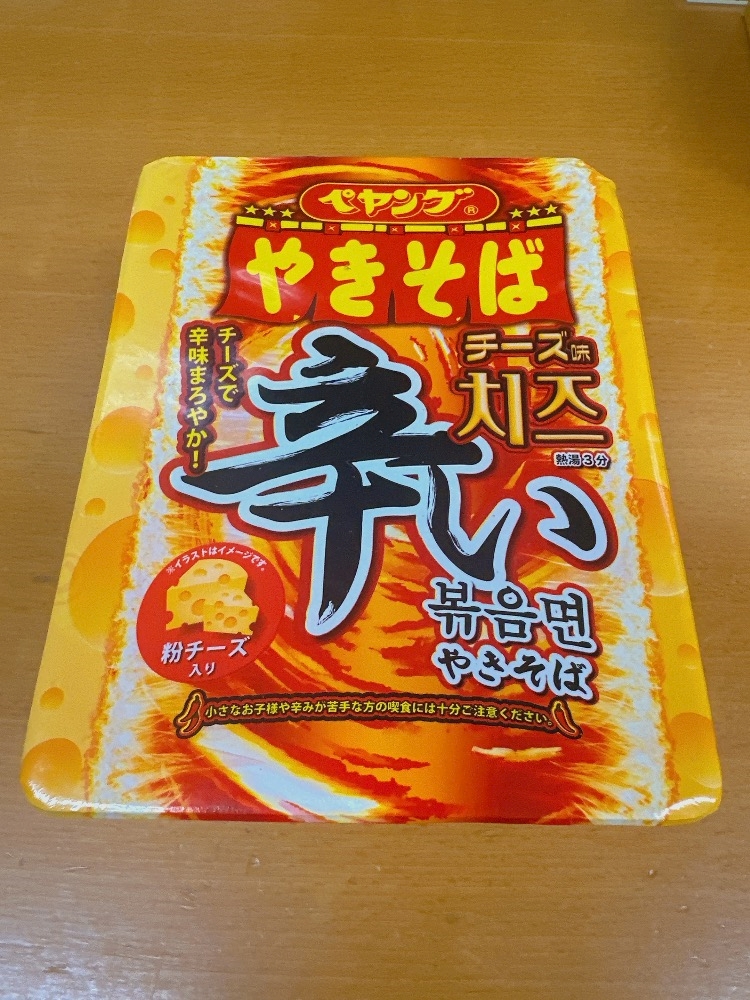 ペヤング®
やきそば
チーズ味
치즈
熱湯3分
チーズで
辛味まろやか！
辛い
볶음면
やきそば
※イラストはイメージです。
粉チーズ
入り
小さなお子様や辛みが苦手な方の喫食には十分ご注意ください。